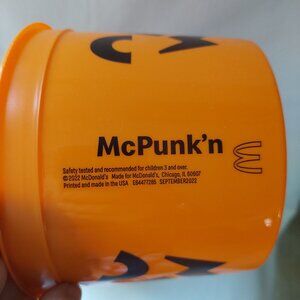 McPunk'n
Safety tested and recommended for children 3 and over.
©2022 McDonald's Made for McDonald's, Chicago, IL 60607
Printed and made in the USA EB4477285 SEPTEMBER2022